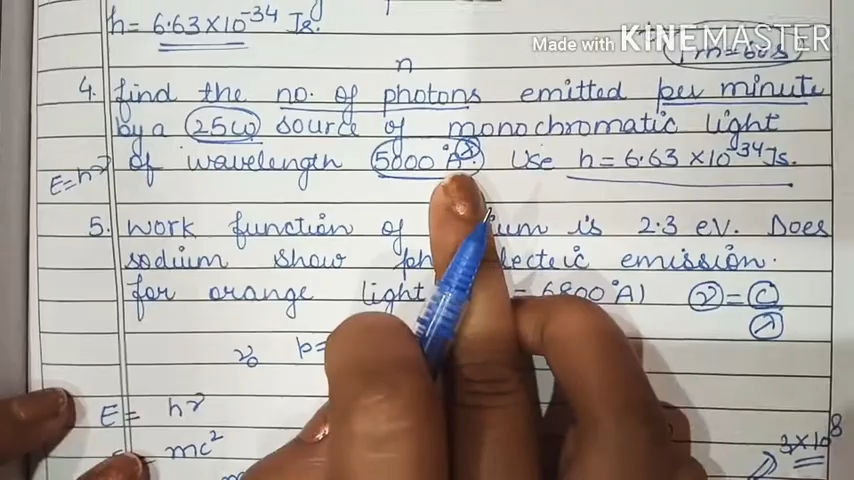 h = 6.63×10⁻³⁴ Js.
Made with KINEMASTER
1 m = 60 s
n
4. find the no. of photons emitted per minute
by a 25W source of monochromatic light
of wavelength 5000 Å λ Use h = 6.63×10⁻³⁴ Js.
E=hν
5. Work function of is 2.3 eV. Does
sodium show emission.
for orange light = 6800 Å)
ν = c
λ
ν₀ p=
E = hν
mc²
3×10⁸